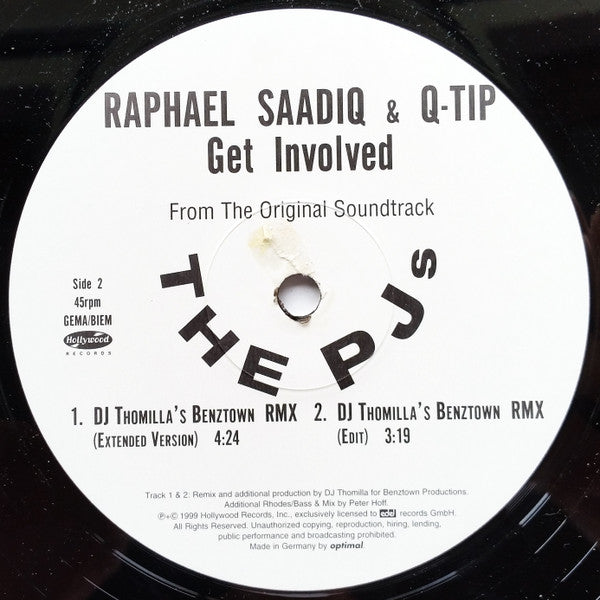 RAPHAEL SAADIQ & Q-TIP
Get Involved
From The Original Soundtrack
THE PJs
Side 2
45rpm
GEMA/BIEM
Hollywood
RECORDS
1. DJ THOMILLA'S BENZTOWN RMX
(EXTENDED VERSION) 4:24
2. DJ THOMILLA'S BENZTOWN RMX
(EDIT) 3:19
Track 1 & 2: Remix and additional production by DJ Thomilla for Benztown Productions.
Additional Rhodes/Bass & Mix by Peter Hoff.
℗+© 1999 Hollywood Records, Inc., exclusively licensed to edel records GmbH.
All Rights Reserved. Unauthorized copying, reproduction, hiring, lending,
public performance and broadcasting prohibited.
Made in Germany by optimal.